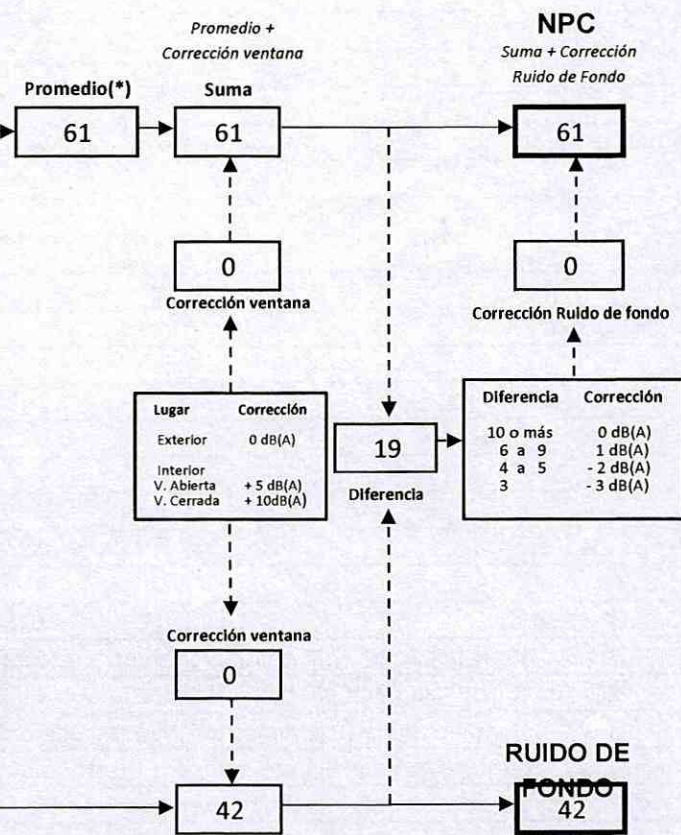 Promedio +
Corrección ventana
NPC
Suma + Corrección
Ruido de Fondo
Promedio(*)
Suma
61
61
61
0
0
Corrección ventana
Corrección Ruido de fondo
Lugar Corrección
Exterior 0 dB(A)
Interior
V. Abierta + 5 dB(A)
V. Cerrada + 10dB(A)
19
Diferencia
Diferencia Corrección
10 o más 0 dB(A)
6 a 9 1 dB(A)
4 a 5 - 2 dB(A)
3 - 3 dB(A)
Corrección ventana
0
42
RUIDO DE
FONDO
42